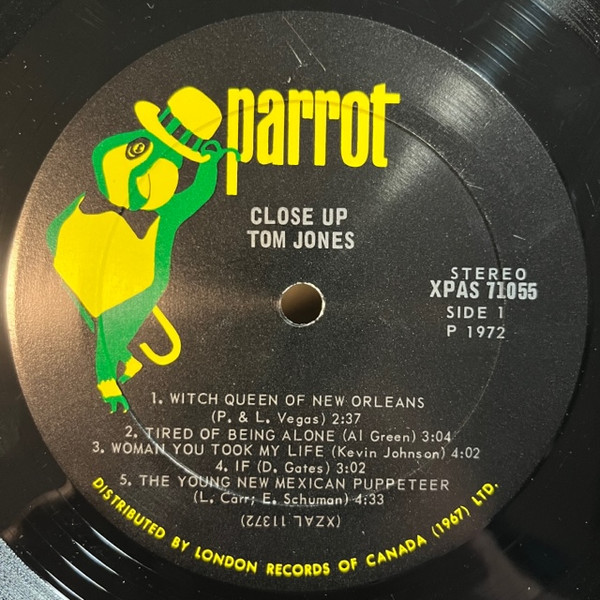 parrot
CLOSE UP
TOM JONES
STEREO
XPAS 71055
SIDE 1
P 1972
1. WITCH QUEEN OF NEW ORLEANS
(P. & L. Vegas) 2:37
2. TIRED OF BEING ALONE (Al Green) 3:04
3. WOMAN YOU TOOK MY LIFE (Kevin Johnson) 4:02
4. IF (D. Gates) 3:02
5. THE YOUNG NEW MEXICAN PUPPETEER
(L. Carr; E. Schuman) 4:33
(XZAL 11372)
DISTRIBUTED BY LONDON RECORDS OF CANADA (1967) LTD.